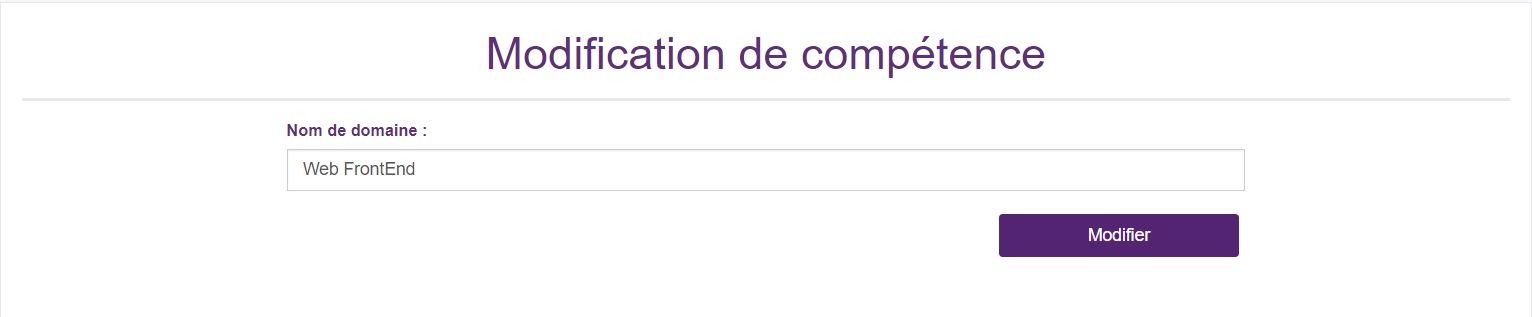 Modification de compétence
Nom de domaine :
Web FrontEnd
Modifier